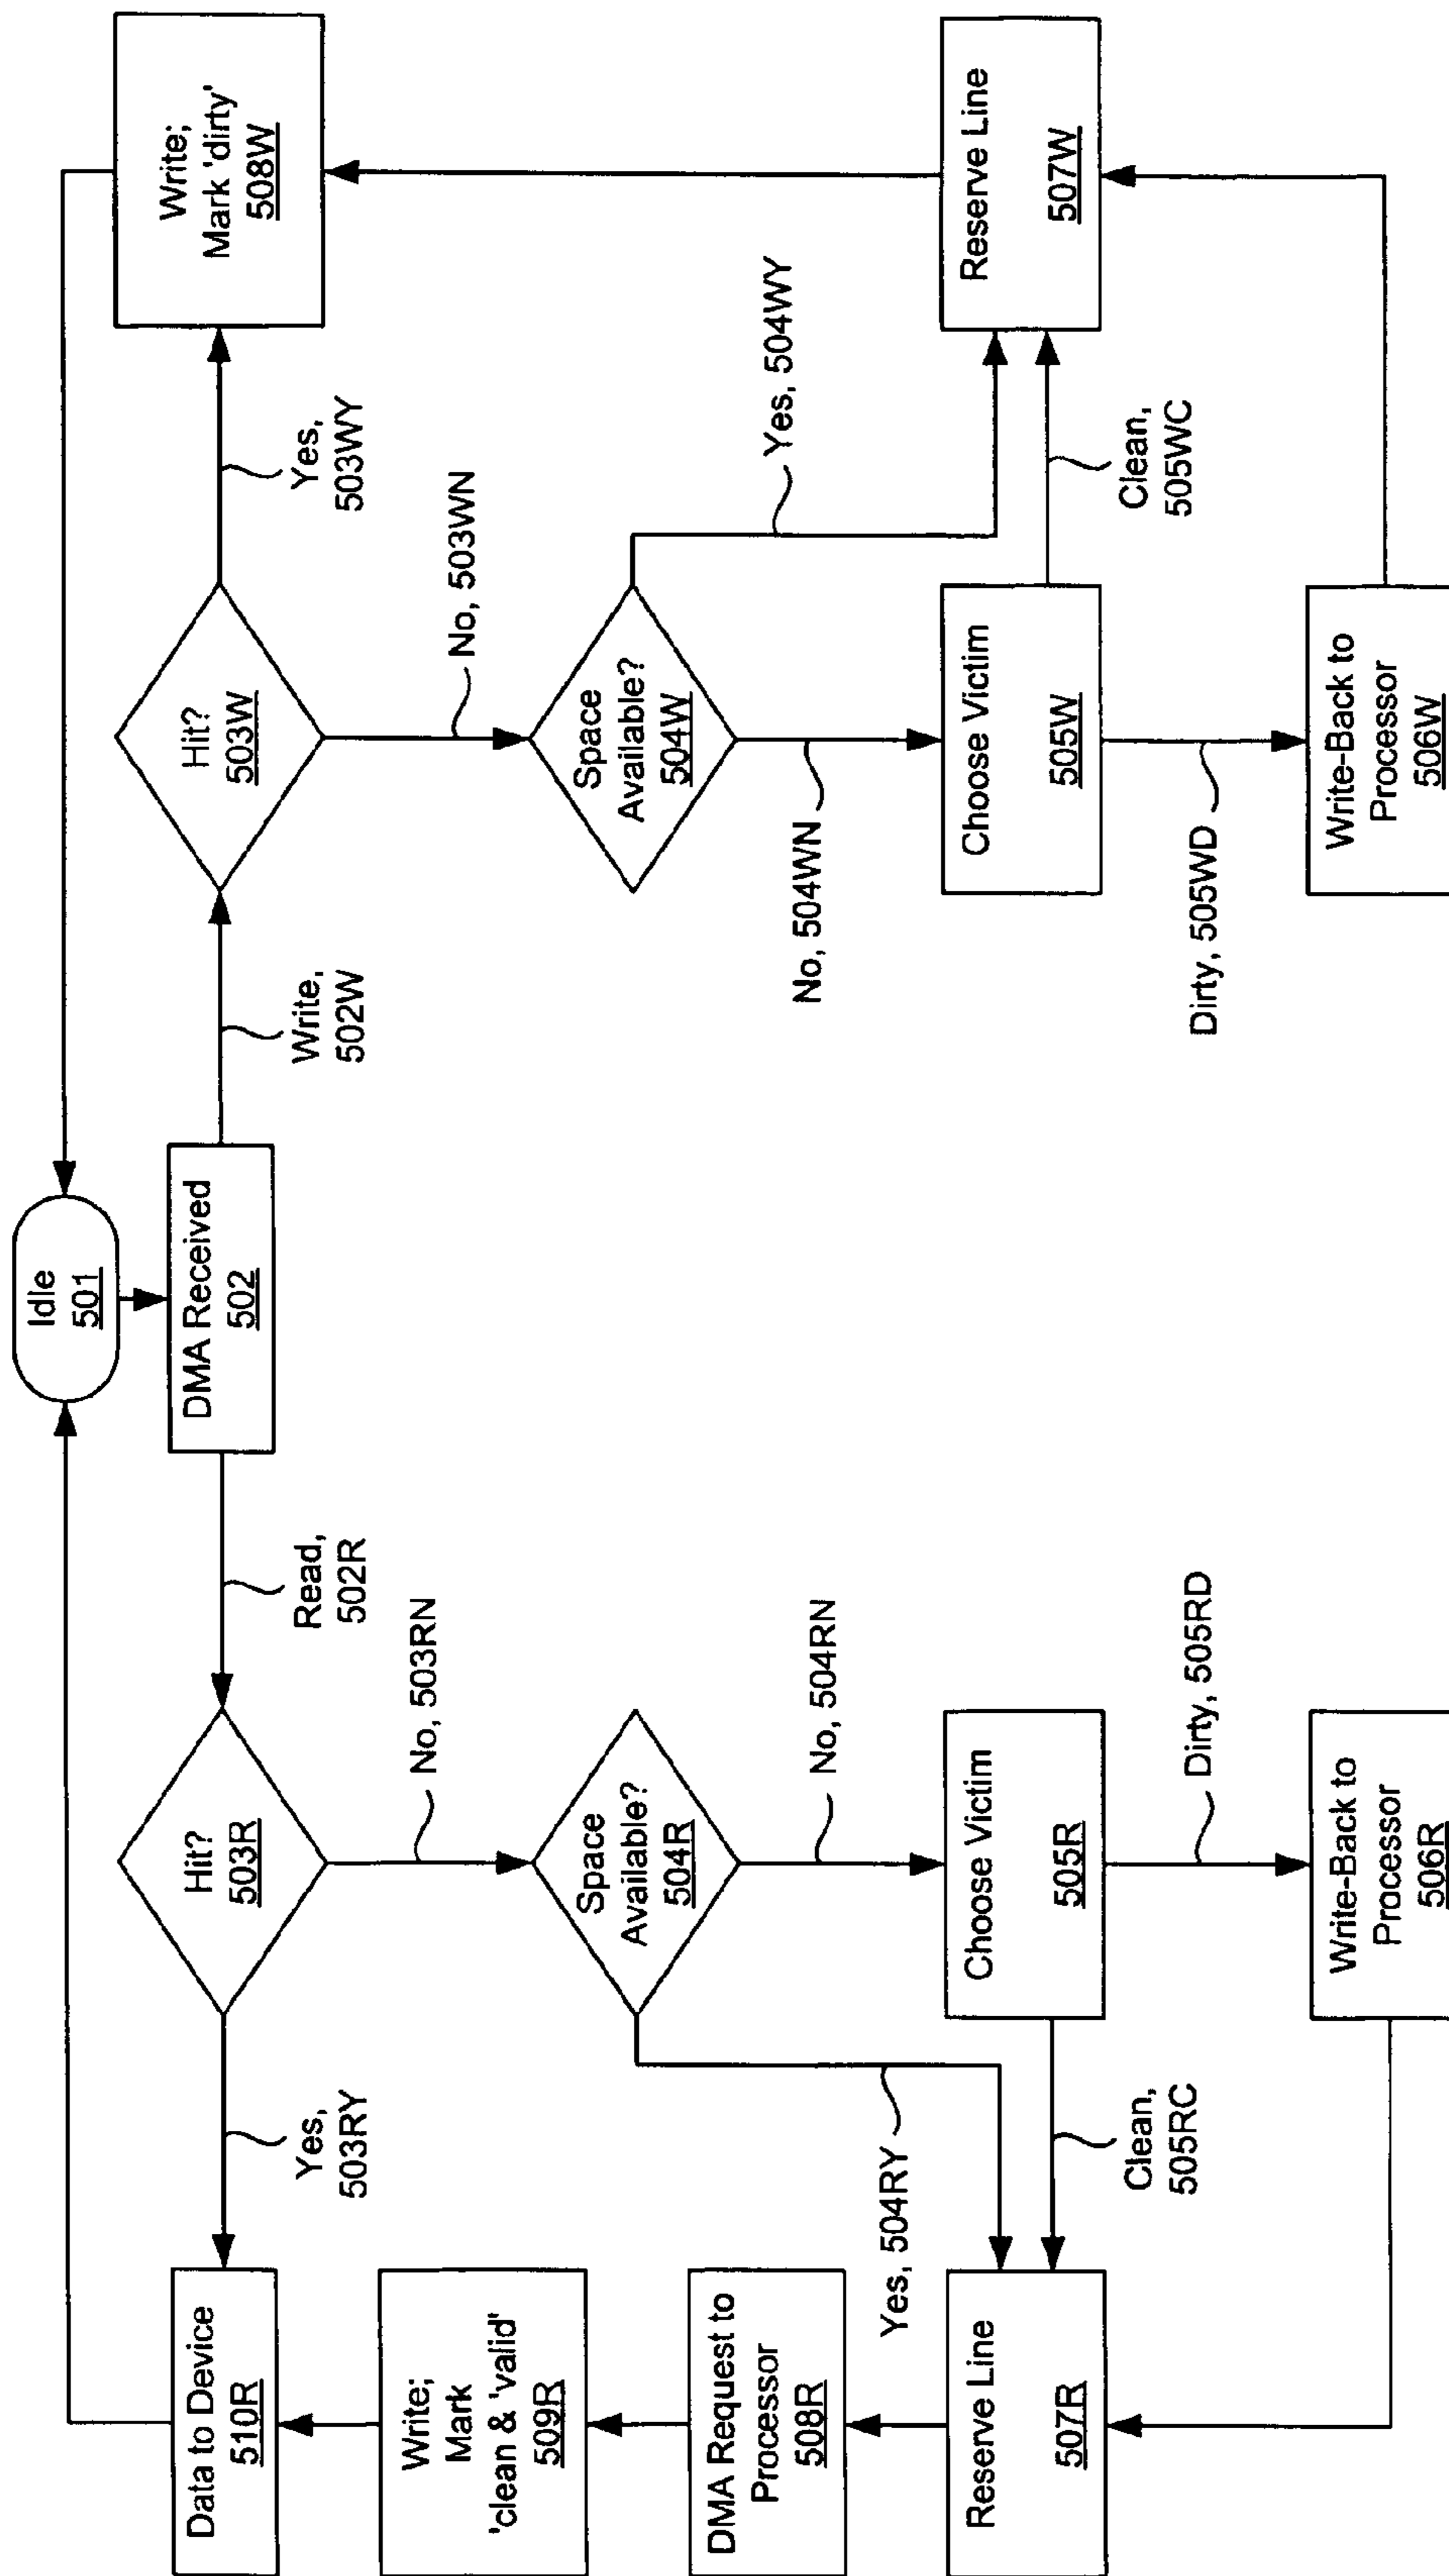 Idle
501
DMA Received
502
Read,
502R
Write,
502W
Hit?
503R
Yes,
503RY
No, 503RN
Space
Available?
504R
Yes, 504RY
No, 504RN
Choose Victim
505R
Clean,
505RC
Dirty, 505RD
Write-Back to
Processor
506R
Reserve Line
507R
DMA Request to
Processor
508R
Write;
Mark
'clean & 'valid'
509R
Data to Device
510R
Hit?
503W
Yes,
503WY
No, 503WN
Space
Available?
504W
Yes, 504WY
No, 504WN
Choose Victim
505W
Clean,
505WC
Dirty, 505WD
Write-Back to
Processor
506W
Reserve Line
507W
Write;
Mark 'dirty'
508W